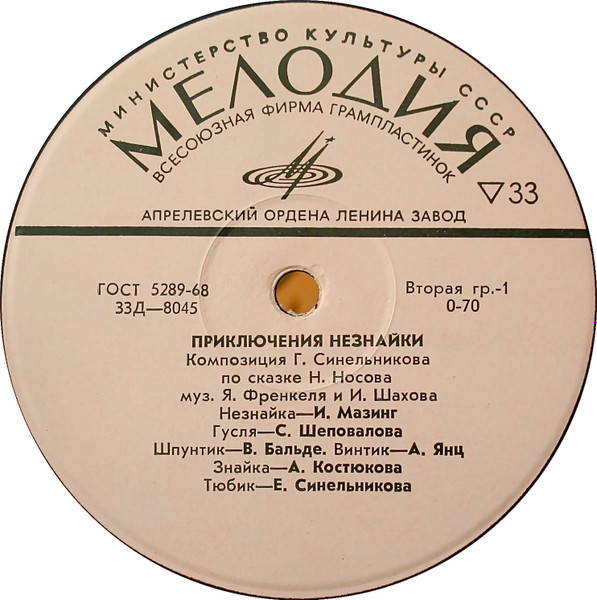 МИНИСТЕРСТВО КУЛЬТУРЫ СССР
МЕЛОДИЯ
ВСЕСОЮЗНАЯ ФИРМА ГРАМПЛАСТИНОК
▽33
АПРЕЛЕВСКИЙ ОРДЕНА ЛЕНИНА ЗАВОД
ГОСТ 5289-68
33Д—8045
Вторая гр.-1
0-70
ПРИКЛЮЧЕНИЯ НЕЗНАЙКИ
Композиция Г. Синельникова
по сказке Н. Носова
муз. Я. Френкеля и И. Шахова
Незнайка—И. Мазинг
Гусля—С. Шеповалова
Шпунтик—В. Бальде. Винтик—А. Янц
Знайка—А. Костюкова
Тюбик—Е. Синельникова